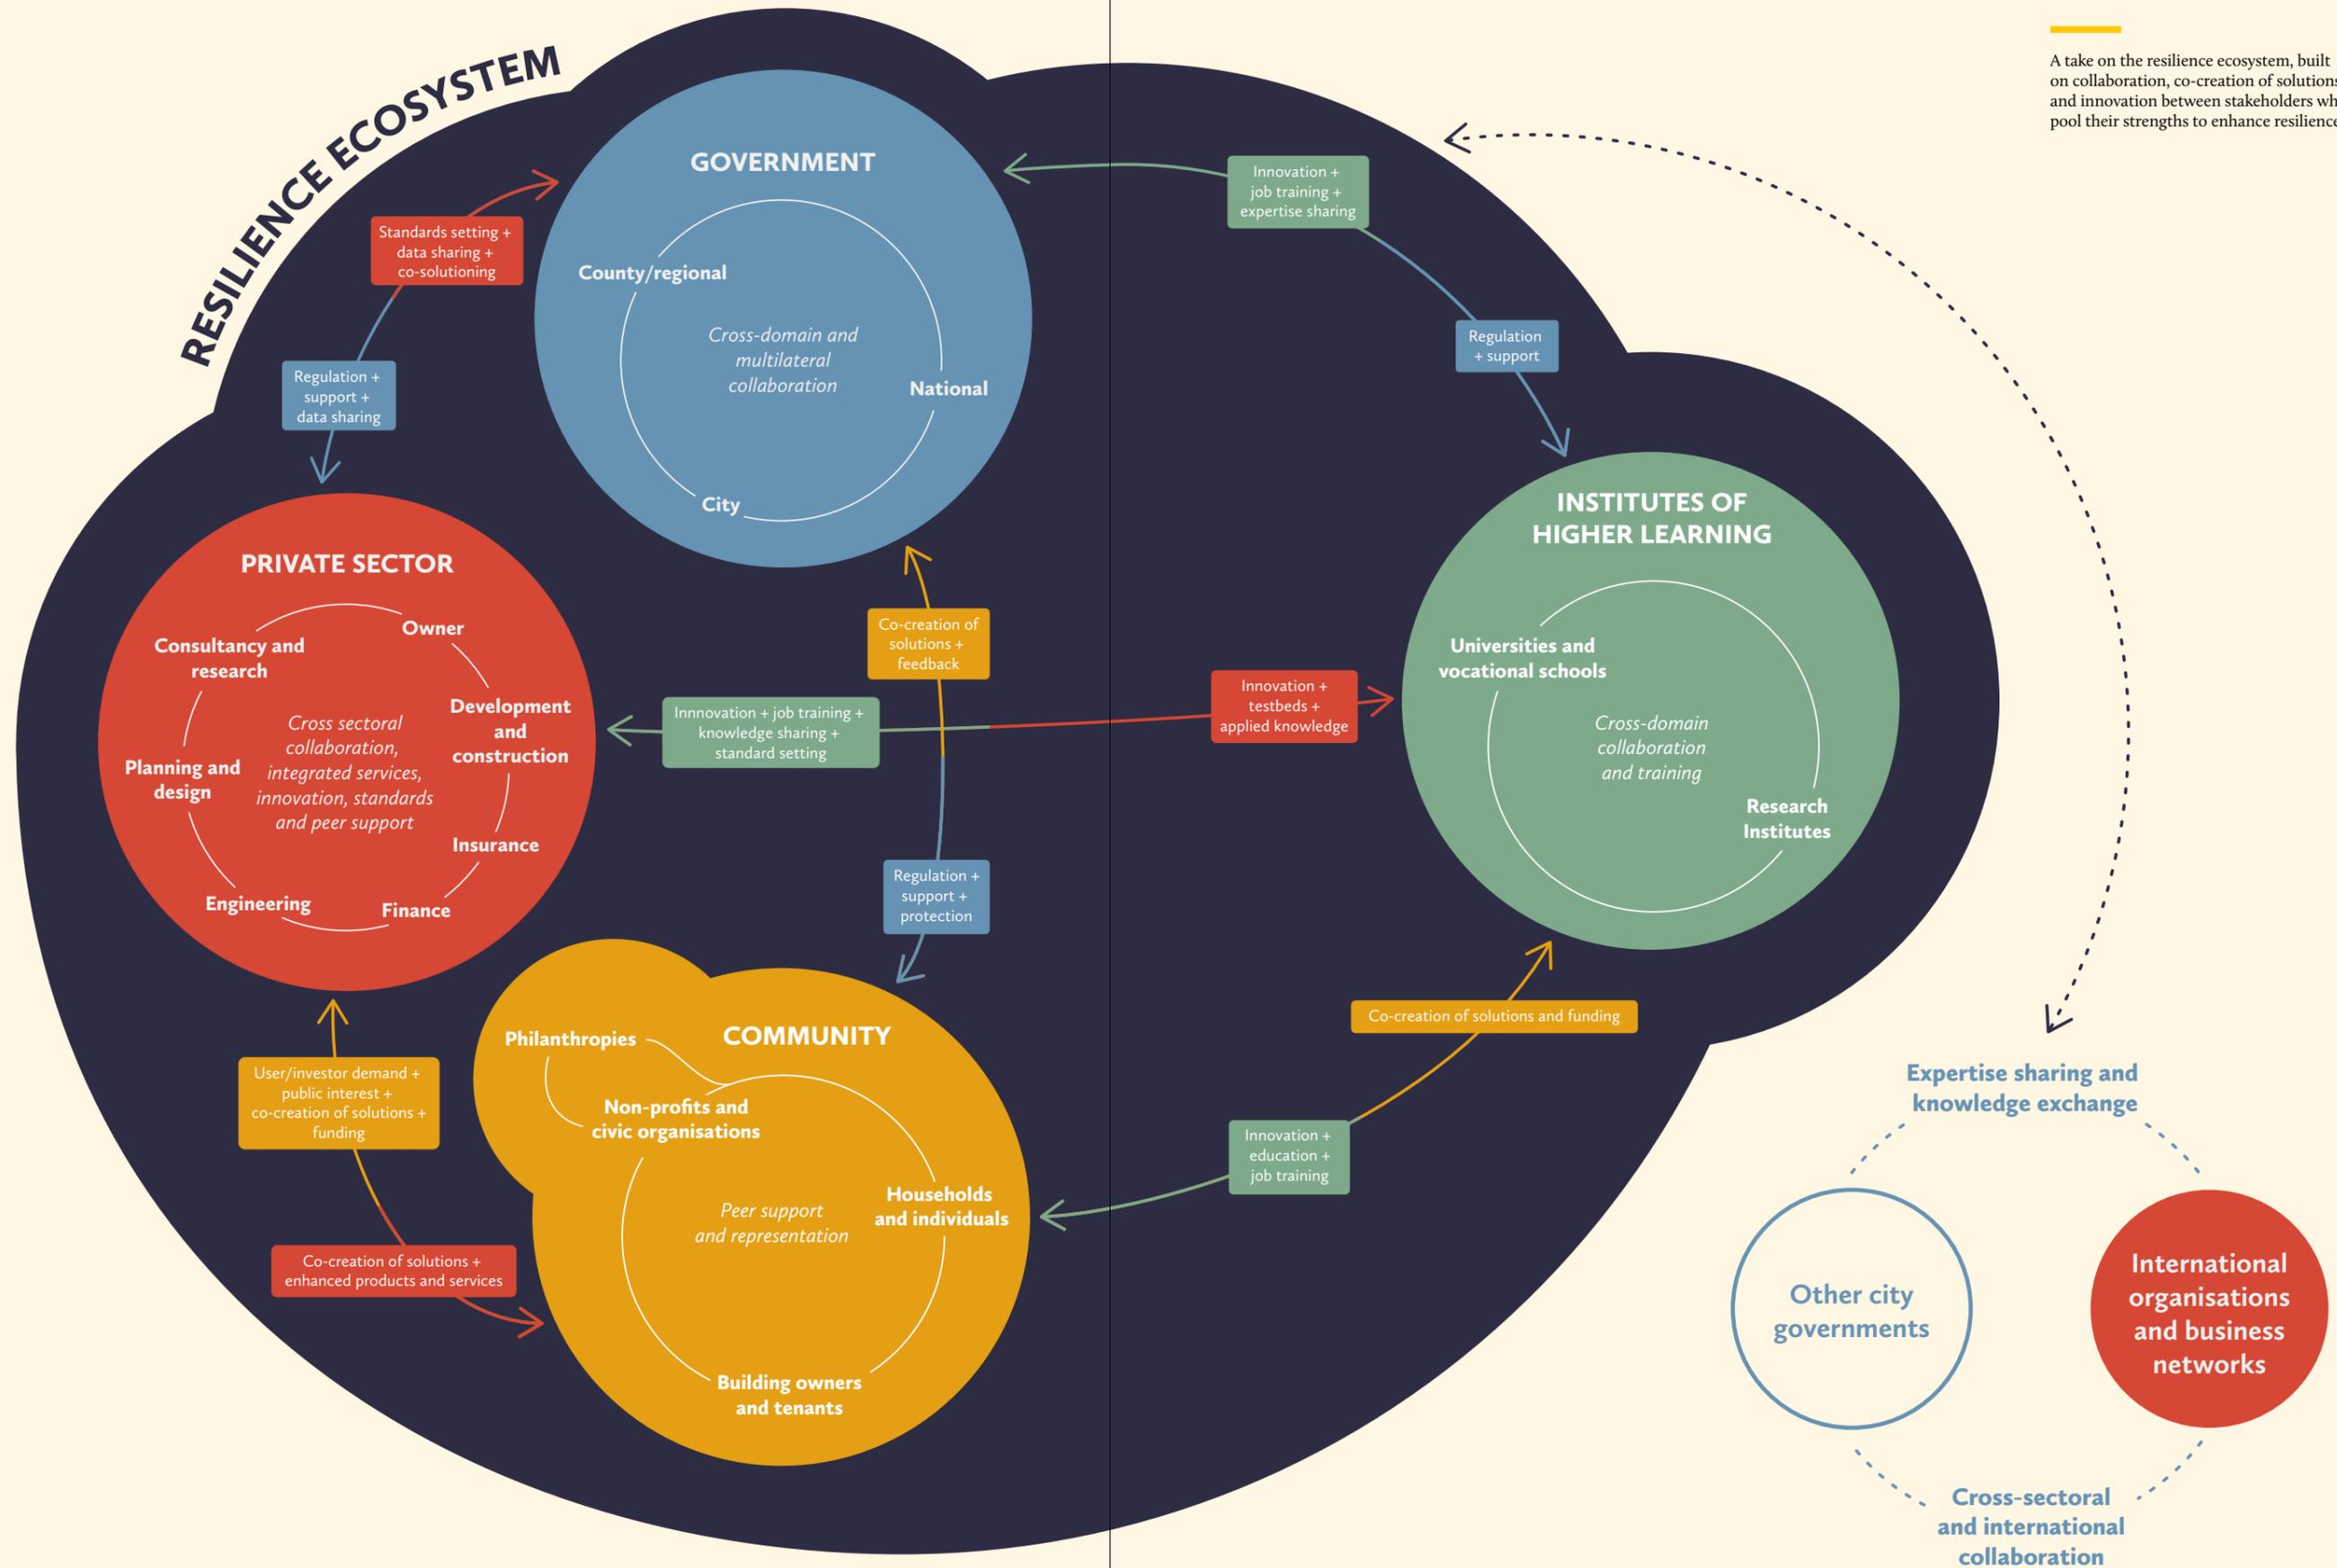 RESILIENCE ECOSYSTEM
A take on the resilience ecosystem, built
on collaboration, co-creation of solutions
and innovation between stakeholders
pool their strengths to enhance resilience
GOVERNMENT
County/regional
Cross-domain and
multilateral
collaboration
National
City
Standards setting +
data sharing +
co-solutioning
Regulation +
support +
data sharing
Innovation +
job training +
expertise sharing
Regulation
+ support
PRIVATE SECTOR
Owner
Consultancy and
research
Development
and
construction
Cross sectoral
collaboration,
integrated services,
innovation, standards
and peer support
Planning and
design
Insurance
Engineering
Finance
Co-creation of
solutions +
feedback
Innnovation + job training +
knowledge sharing +
standard setting
Innovation +
testbeds +
applied knowledge
Regulation +
support +
protection
INSTITUTES OF
HIGHER LEARNING
Universities and
vocational schools
Cross-domain
collaboration
and training
Research
Institutes
COMMUNITY
Philanthropies
Non-profits and
civic organisations
Households
and individuals
Peer support
and representation
Building owners
and tenants
User/investor demand +
public interest +
co-creation of solutions +
funding
Co-creation of solutions +
enhanced products and services
Co-creation of solutions and funding
Innovation +
education +
job training
Expertise sharing and
knowledge exchange
Other city
governments
International
organisations
and business
networks
Cross-sectoral
and international
collaboration